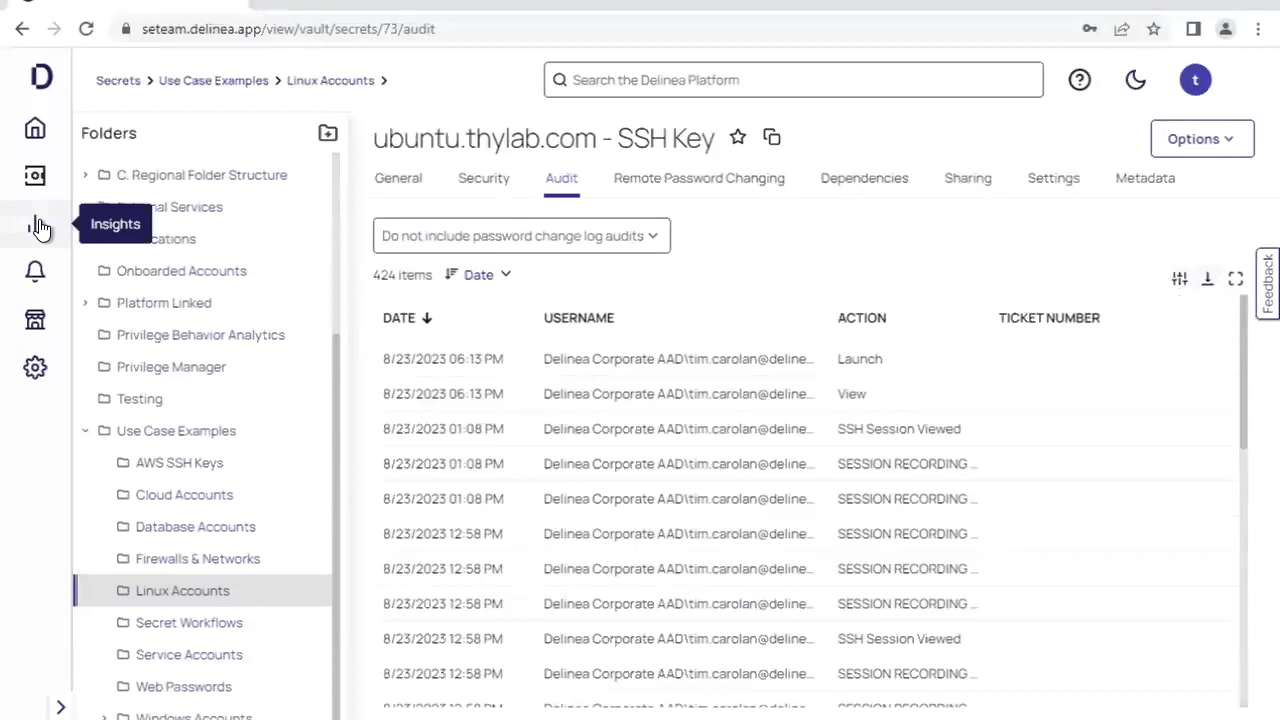 seteam.delinea.app/view/vault/secrets/73/audit
D
Secrets > Use Case Examples > Linux Accounts >
Search the Delinea Platform
t
Folders
C. Regional Folder Structure
Services
Insights
Onboarded Accounts
Platform Linked
Privilege Behavior Analytics
Privilege Manager
Testing
Use Case Examples
AWS SSH Keys
Cloud Accounts
Database Accounts
Firewalls & Networks
Linux Accounts
Secret Workflows
Service Accounts
Web Passwords
Windows Accounts
ubuntu.thylab.com - SSH Key
Options
General Security Audit Remote Password Changing Dependencies Sharing Settings Metadata
Do not include password change log audits
424 items Date
Feedback
DATE USERNAME ACTION TICKET NUMBER
8/23/2023 06:13 PM Delinea Corporate AAD\tim.carolan@deline... Launch
8/23/2023 06:13 PM Delinea Corporate AAD\tim.carolan@deline... View
8/23/2023 01:08 PM Delinea Corporate AAD\tim.carolan@deline... SSH Session Viewed
8/23/2023 01:08 PM Delinea Corporate AAD\tim.carolan@deline... SESSION RECORDING ...
8/23/2023 01:08 PM Delinea Corporate AAD\tim.carolan@deline... SESSION RECORDING ...
8/23/2023 12:58 PM Delinea Corporate AAD\tim.carolan@deline... SESSION RECORDING ...
8/23/2023 12:58 PM Delinea Corporate AAD\tim.carolan@deline... SESSION RECORDING ...
8/23/2023 12:58 PM Delinea Corporate AAD\tim.carolan@deline... SESSION RECORDING ...
8/23/2023 12:58 PM Delinea Corporate AAD\tim.carolan@deline... SSH Session Viewed
8/23/2023 12:58 PM Delinea Corporate AAD\tim.carolan@deline... SESSION RECORDING ...